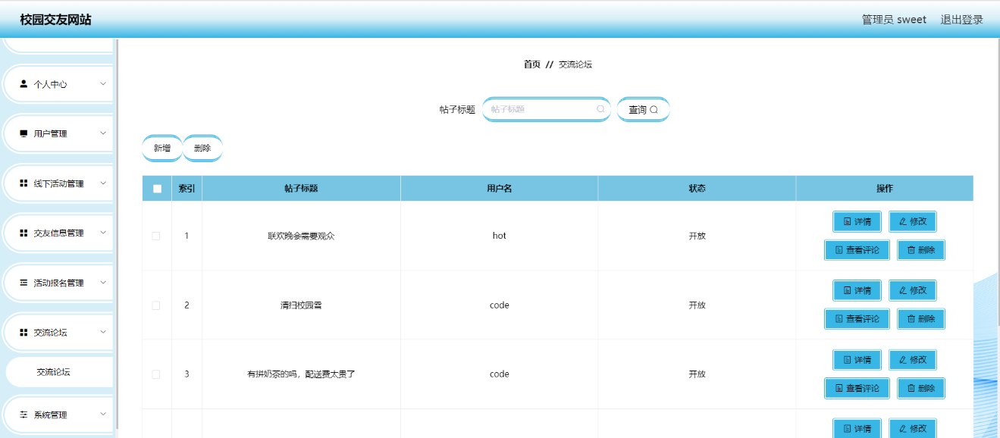 校园交友网站
管理员 sweet 退出登录
个人中心
用户管理
线下活动管理
交友信息管理
活动报名管理
交流论坛
交流论坛
系统管理
首页 // 交流论坛
帖子标题 帖子标题 查询
新增 删除
索引 帖子标题 用户名 状态 操作
1 联欢晚会需要观众 hot 开放
详情 修改
查看评论 删除
2 清扫校园雪 code 开放
详情 修改
查看评论 删除
3 有拼奶茶的吗，配送费太贵了 code 开放
详情 修改
查看评论 删除
详情 修改